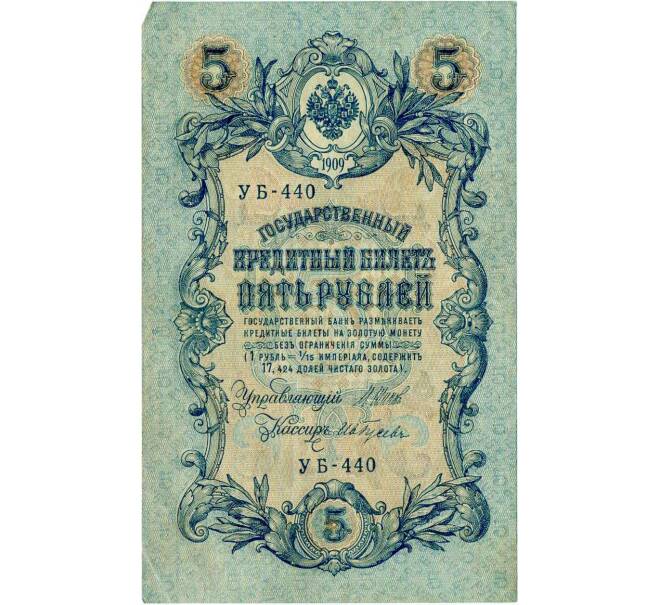 5 5
1909
УБ-440
ГОСУДАРСТВЕННЫЙ
КРЕДИТНЫЙ БИЛЕТЪ
ПЯТЬ РУБЛЕЙ
ГОСУДАРСТВЕННЫЙ БАНКЪ РАЗМѢНИВАЕТЪ
КРЕДИТНЫЕ БИЛЕТЫ НА ЗОЛОТУЮ МОНЕТУ
БЕЗЪ ОГРАНИЧЕНІЯ СУММЫ
(1 РУБЛЬ = 1/15 ИМПЕРІАЛА, СОДЕРЖИТЪ
17,424 ДОЛЕЙ ЧИСТАГО ЗОЛОТА).
Управляющій
Кассиръ
УБ-440
5